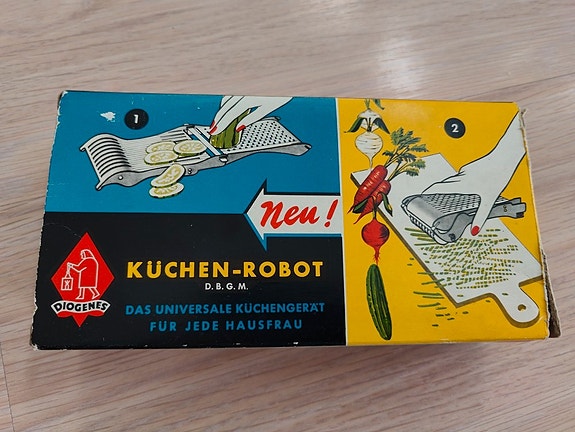 1
2
Neu!
KÜCHEN-ROBOT
D.B.G.M.
DAS UNIVERSALE KÜCHENGERÄT
FÜR JEDE HAUSFRAU
DIOGENES